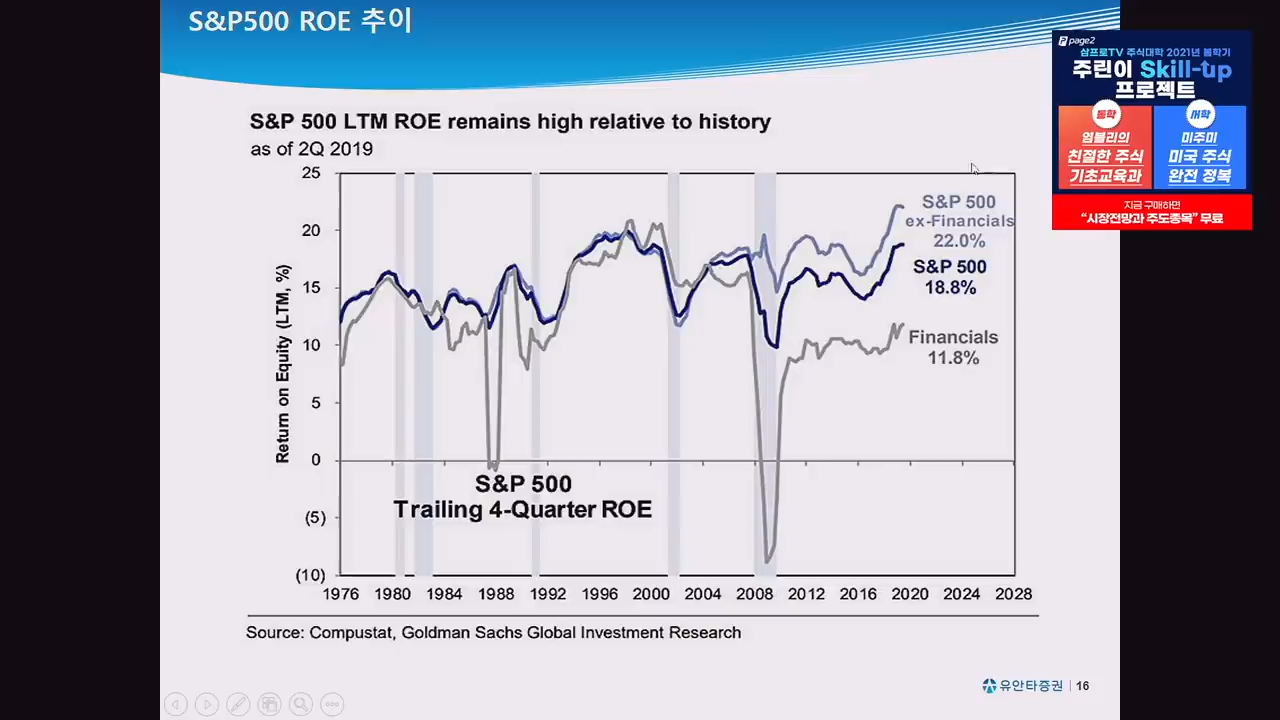 S&P500 ROE 추이
page2
삼프로TV 주식대학 2021년 봄학기
주린이 Skill-up
프로젝트
동학
염블리의
친절한 주식
기초교육과
서학
미주미
미국 주식
완전 정복
지금 구매하면
“시장전망과 주도종목” 무료
S&P 500 LTM ROE remains high relative to history
as of 2Q 2019
Return on Equity (LTM, %)
25
20
15
10
5
0
(5)
(10)
S&P 500
ex-Financials
22.0%
S&P 500
18.8%
Financials
11.8%
S&P 500
Trailing 4-Quarter ROE
1976 1980 1984 1988 1992 1996 2000 2004 2008 2012 2016 2020 2024 2028
Source: Compustat, Goldman Sachs Global Investment Research
유안타증권 | 16